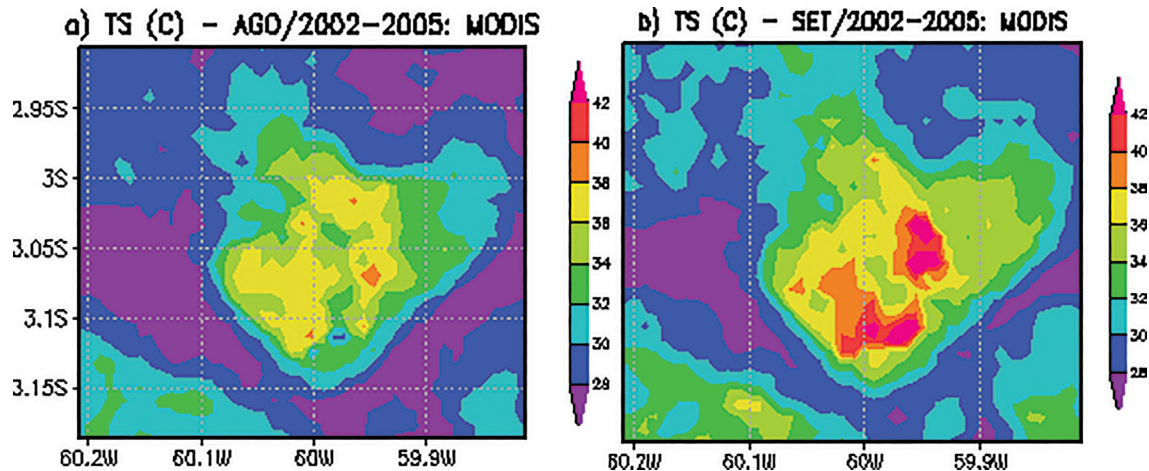 a) TS (C) - AGO/2002-2005: MODIS
2.95S
3S
3.05S
3.1S
3.15S
60.2W 60.1W 60W 59.9W
42
40
38
36
34
32
30
28
b) TS (C) - SET/2002-2005: MODIS
60.2W 60.1W 60W 59.9W
42
40
38
36
34
32
30
28